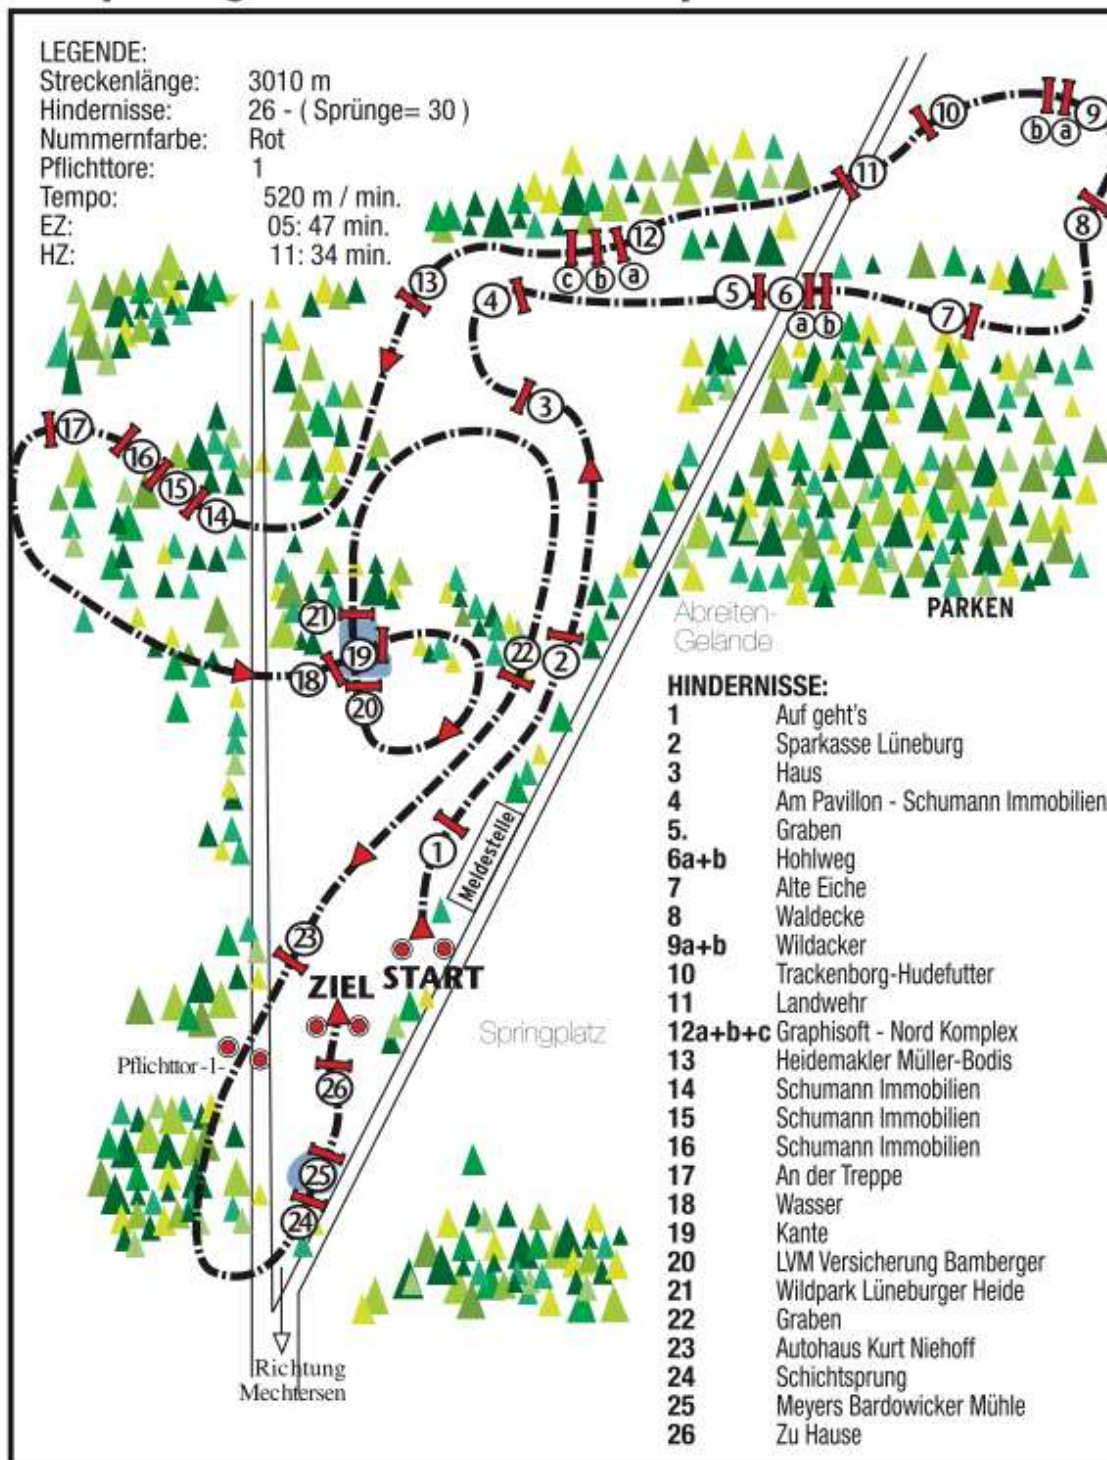 LEGENDE:
Streckenlänge: 3010 m
Hindernisse: 26 - ( Sprünge= 30 )
Nummernfarbe: Rot
Pflichttore: 1
Tempo: 520 m / min.
EZ: 05: 47 min.
HZ: 11: 34 min.
10
b a 9
11
8
12
c b a
13
4
5
6
a b
7
3
17
16
15
14
21
19
18
20
22
2
Abreiten-
Gelände
PARKEN
1
Meldestelle
23
ZIEL
START
Springplatz
Pflichttor -1-
26
25
24
Richtung
Mechtersen
HINDERNISSE:
1 Auf geht's
2 Sparkasse Lüneburg
3 Haus
4 Am Pavillon - Schumann Immobilien
5. Graben
6a+b Hohlweg
7 Alte Eiche
8 Waldecke
9a+b Wildacker
10 Trackenborg-Hudefutter
11 Landwehr
12a+b+c Graphisoft - Nord Komplex
13 Heidemakler Müller-Bodis
14 Schumann Immobilien
15 Schumann Immobilien
16 Schumann Immobilien
17 An der Treppe
18 Wasser
19 Kante
20 LVM Versicherung Bamberger
21 Wildpark Lüneburger Heide
22 Graben
23 Autohaus Kurt Niehoff
24 Schichtsprung
25 Meyers Bardowicker Mühle
26 Zu Hause